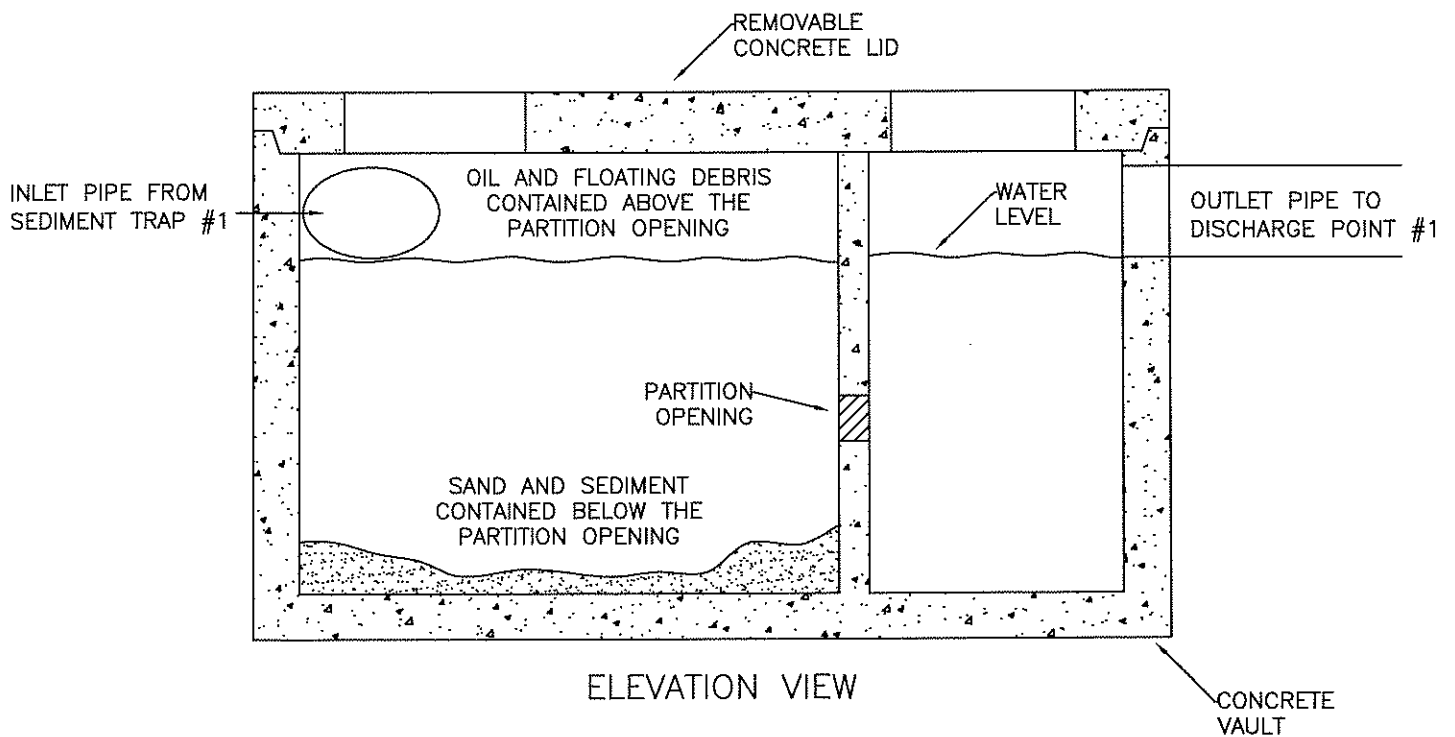 REMOVABLE
CONCRETE LID
INLET PIPE FROM
SEDIMENT TRAP #1
OIL AND FLOATING DEBRIS
CONTAINED ABOVE THE
PARTITION OPENING
WATER
LEVEL
OUTLET PIPE TO
DISCHARGE POINT #1
PARTITION
OPENING
SAND AND SEDIMENT
CONTAINED BELOW THE
PARTITION OPENING
ELEVATION VIEW
CONCRETE
VAULT